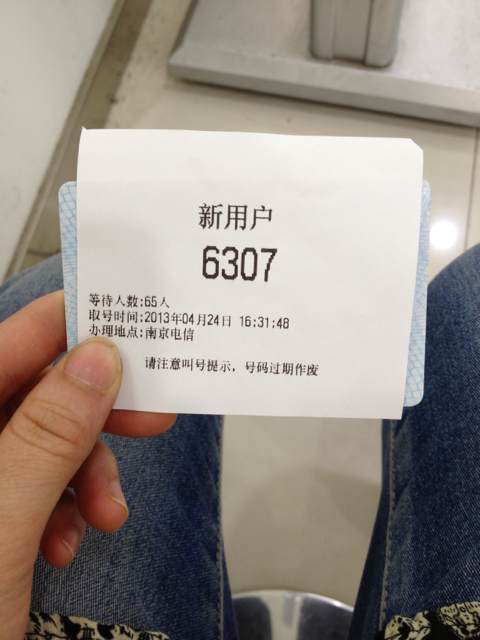 新用户
6307
等待人数:65人
取号时间:2013年04月24日 16:31:48
办理地点:南京电信
请注意叫号提示，号码过期作废